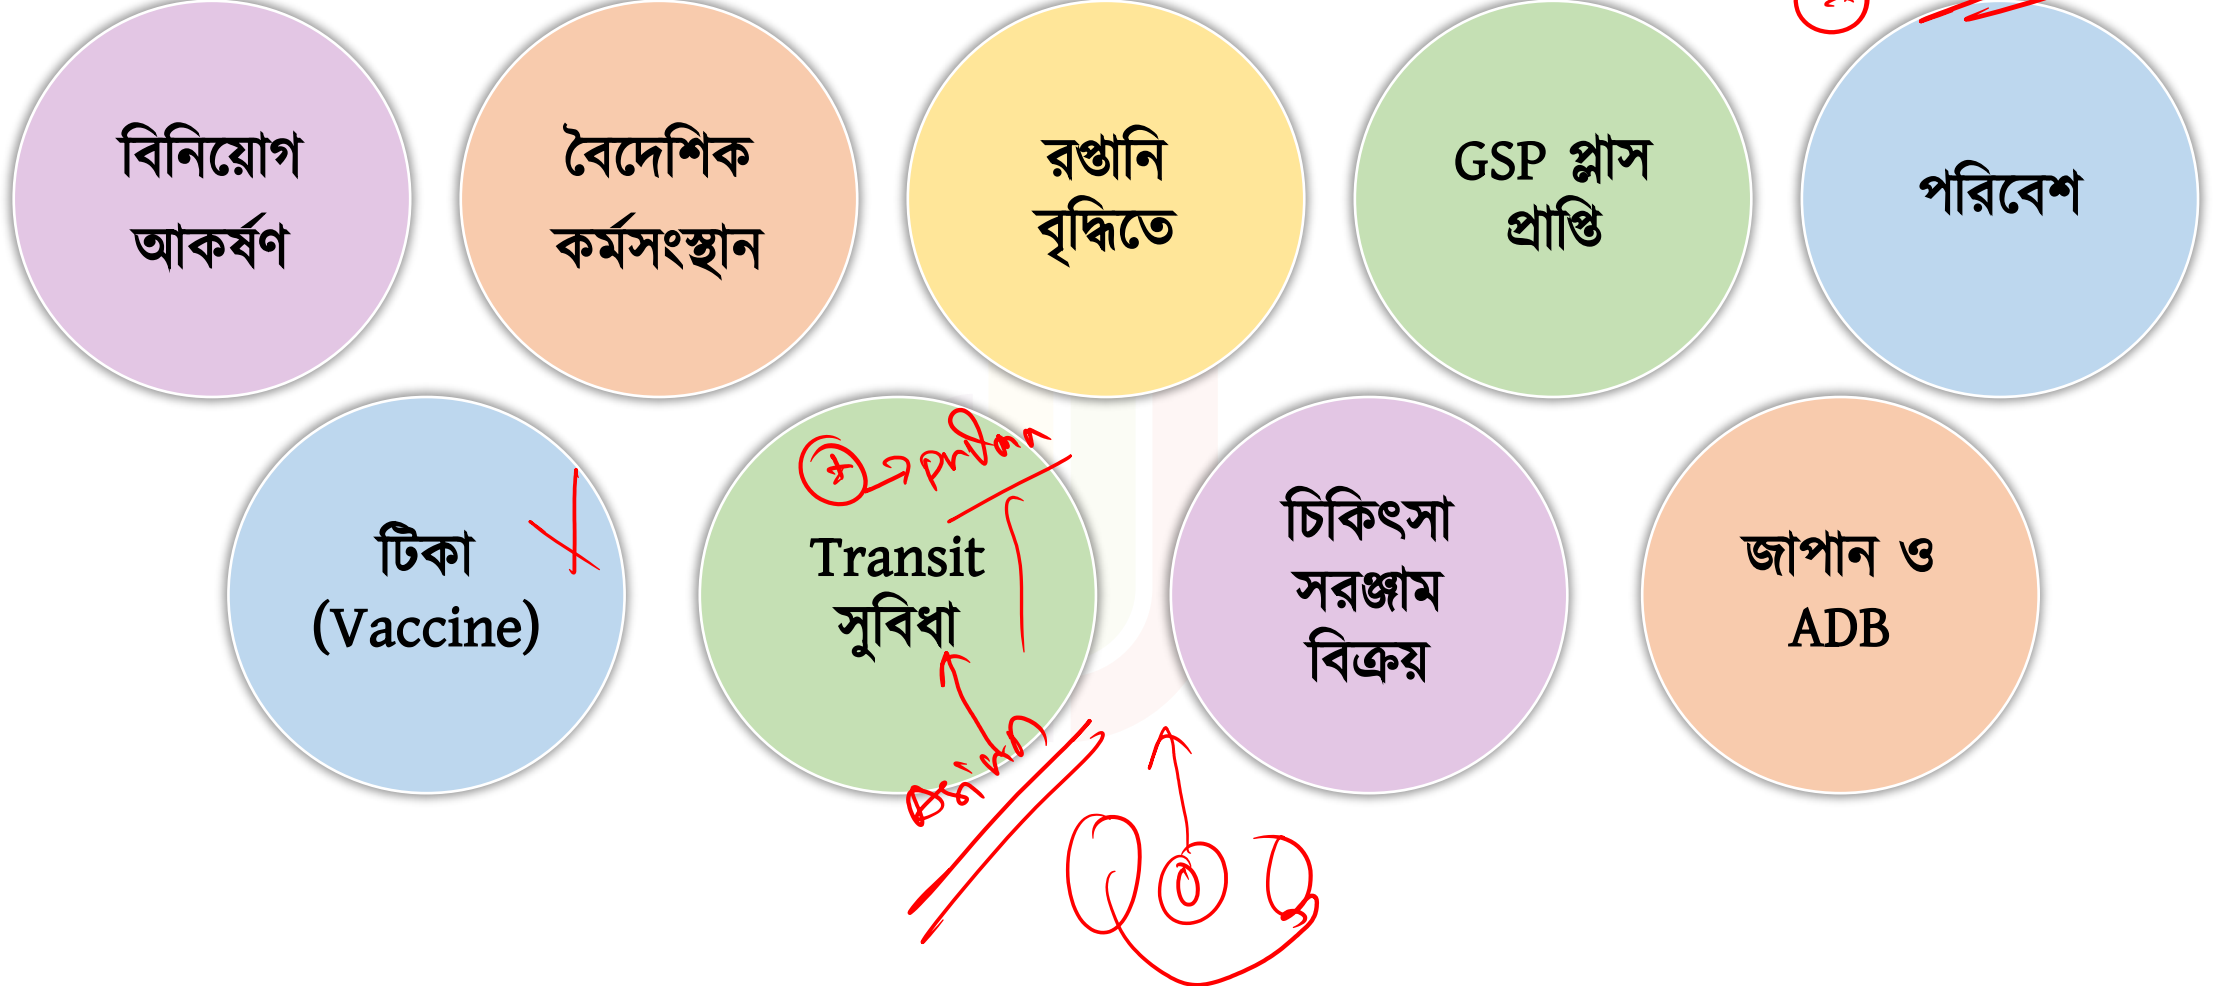 বিনিয়োগ
আকর্ষণ
বৈদেশিক
কর্মসংস্থান
রপ্তানি
বৃদ্ধিতে
GSP প্লাস
প্রাপ্তি
পরিবেশ
টিকা
(Vaccine)
Transit
সুবিধা
চিকিৎসা
সরঞ্জাম
বিক্রয়
জাপান ও
ADB